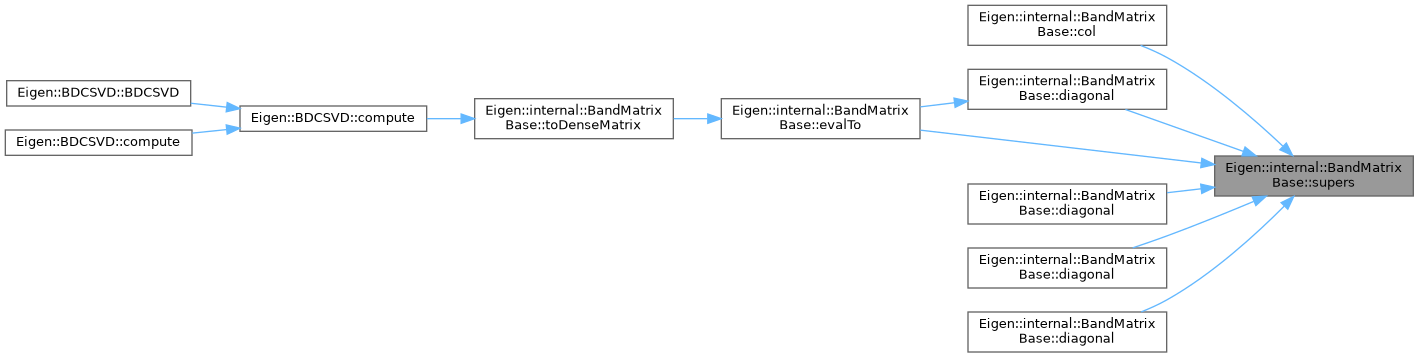 Eigen::internal::BandMatrix
Base::col
Eigen::internal::BandMatrix
Base::diagonal
Eigen::BDCSVD::BDCSVD
Eigen::BDCSVD::compute
Eigen::BDCSVD::compute
Eigen::internal::BandMatrix
Base::toDenseMatrix
Eigen::internal::BandMatrix
Base::evalTo
Eigen::internal::BandMatrix
Base::supers
Eigen::internal::BandMatrix
Base::diagonal
Eigen::internal::BandMatrix
Base::diagonal
Eigen::internal::BandMatrix
Base::diagonal